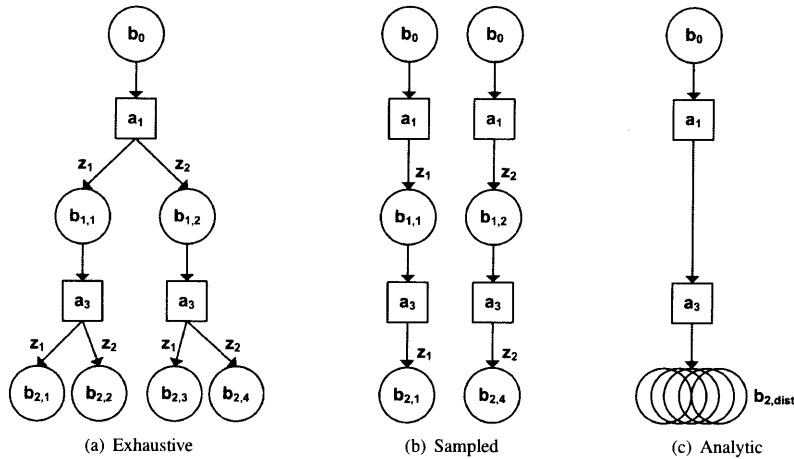 b0 b0 b0 b0
a1 a1 a1 a1
z1 z2 z1 z2
b1,1 b1,2 b1,1 b1,2
a3 a3 a3 a3 a3
z1 z2 z1 z2 z1 z2
b2,1 b2,2 b2,3 b2,4 b2,1 b2,4 b2,dist
(a) Exhaustive (b) Sampled (c) Analytic